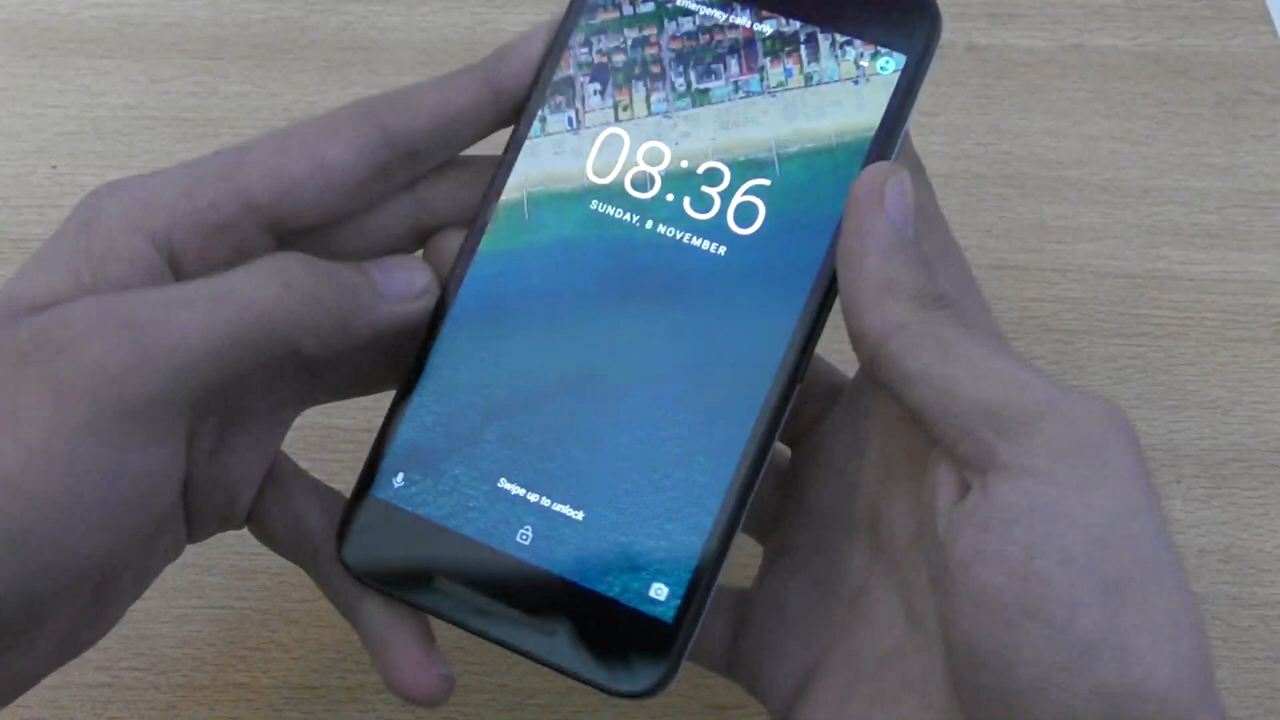 Emergency calls only
08:36
SUNDAY, 8 NOVEMBER
Swipe up to unlock